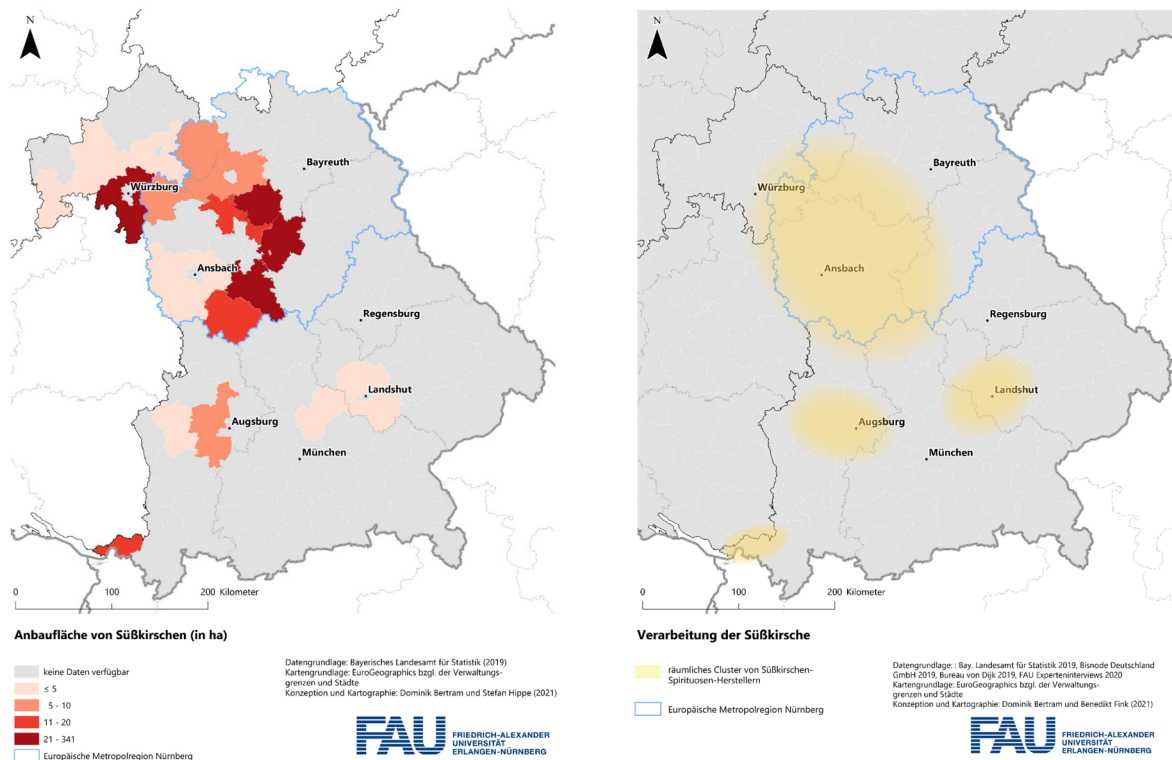 N
Bayreuth
Würzburg
Ansbach
Regensburg
Landshut
Augsburg
München
0 100 200 Kilometer
Anbaufläche von Süßkirschen (in ha)
keine Daten verfügbar
≤ 5
5 - 10
11 - 20
21 - 341
Europäische Metropolregion Nürnberg
Datengrundlage: Bayerisches Landesamt für Statistik (2019)
Kartengrundlage: EuroGeographics bzgl. der Verwaltungs-
grenzen und Städte
Konzeption und Kartographie: Dominik Bertram und Stefan Hippe (2021)
FAU
FRIEDRICH-ALEXANDER
UNIVERSITÄT
ERLANGEN-NÜRNBERG
N
Bayreuth
Würzburg
Ansbach
Regensburg
Landshut
Augsburg
München
0 100 200 Kilometer
Verarbeitung der Süßkirsche
räumliches Cluster von Süßkirschen-
Spirituosen-Herstellern
Europäische Metropolregion Nürnberg
Datengrundlage: : Bay. Landesamt für Statistik 2019, Bisnode Deutschland
GmbH 2019, Bureau von Dijk 2019, FAU Experteninterviews 2020
Kartengrundlage: EuroGeographics bzgl. der Verwaltungs-
grenzen und Städte
Konzeption und Kartographie: Dominik Bertram und Benedikt Fink (2021)
FAU
FRIEDRICH-ALEXANDER
UNIVERSITÄT
ERLANGEN-NÜRNBERG